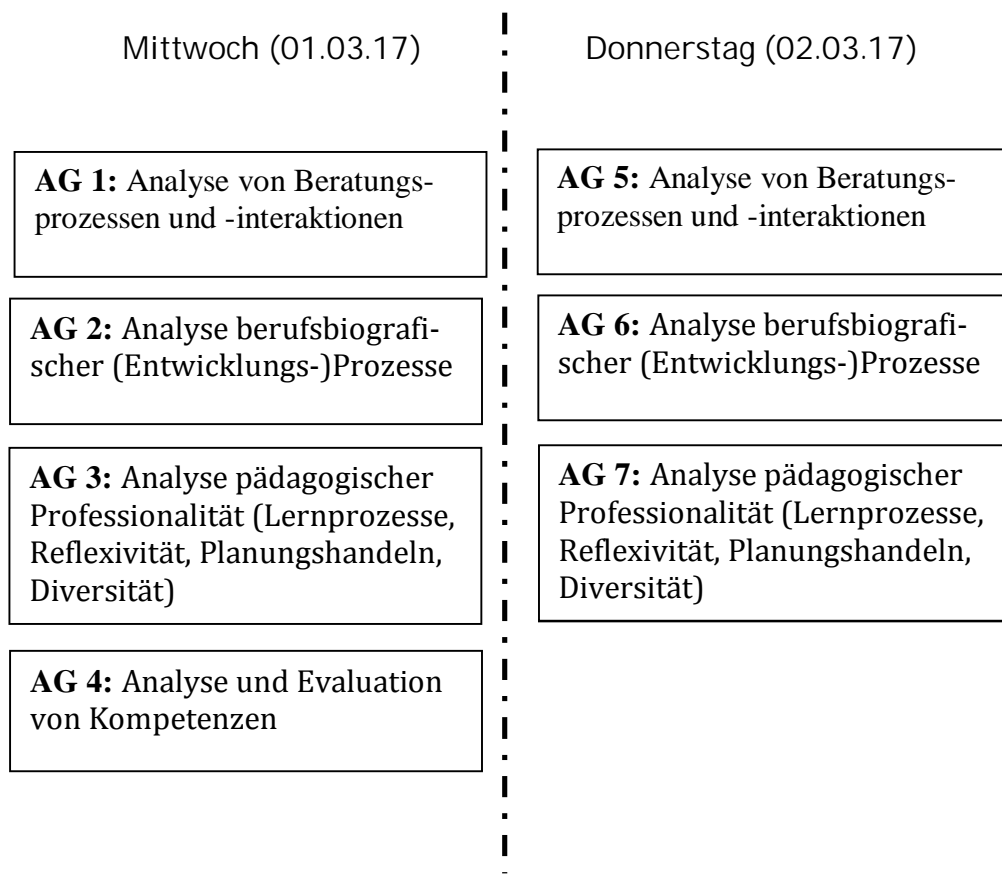 Mittwoch (01.03.17)
AG 1: Analyse von Beratungs-
prozessen und -interaktionen
AG 2: Analyse berufsbiografi-
scher (Entwicklungs-)Prozesse
AG 3: Analyse pädagogischer
Professionalität (Lernprozesse,
Reflexivität, Planungshandeln,
Diversität)
AG 4: Analyse und Evaluation
von Kompetenzen
Donnerstag (02.03.17)
AG 5: Analyse von Beratungs-
prozessen und -interaktionen
AG 6: Analyse berufsbiografi-
scher (Entwicklungs-)Prozesse
AG 7: Analyse pädagogischer
Professionalität (Lernprozesse,
Reflexivität, Planungshandeln,
Diversität)